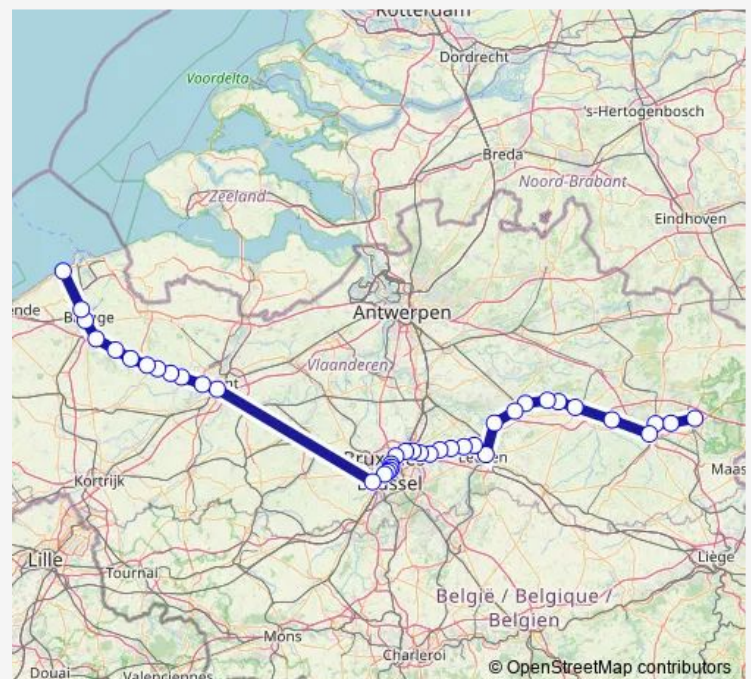 Rotterdam
Dordrecht
Voordelta
's-Hertogenbosch
Breda
Zeeland
Noord-Brabant
Eindhoven
Antwerpen
Vlaanderen
Kortrijk
Lille
Tournai
Liège
België / Belgique /
Belgien
Mons
Charleroi
Douai
Valenciennes
© OpenStreetMap contributors